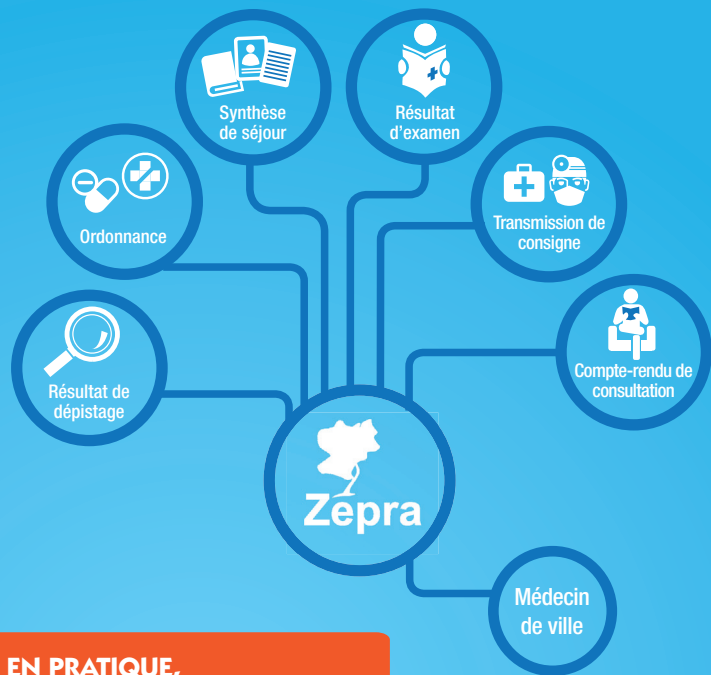 Synthèse
de séjour
Résultat
d'examen
Ordonnance
Transmission de
consigne
Résultat de
dépistage
Compte-rendu de
consultation
Zepra
Médecin
de ville
EN PRATIQUE,